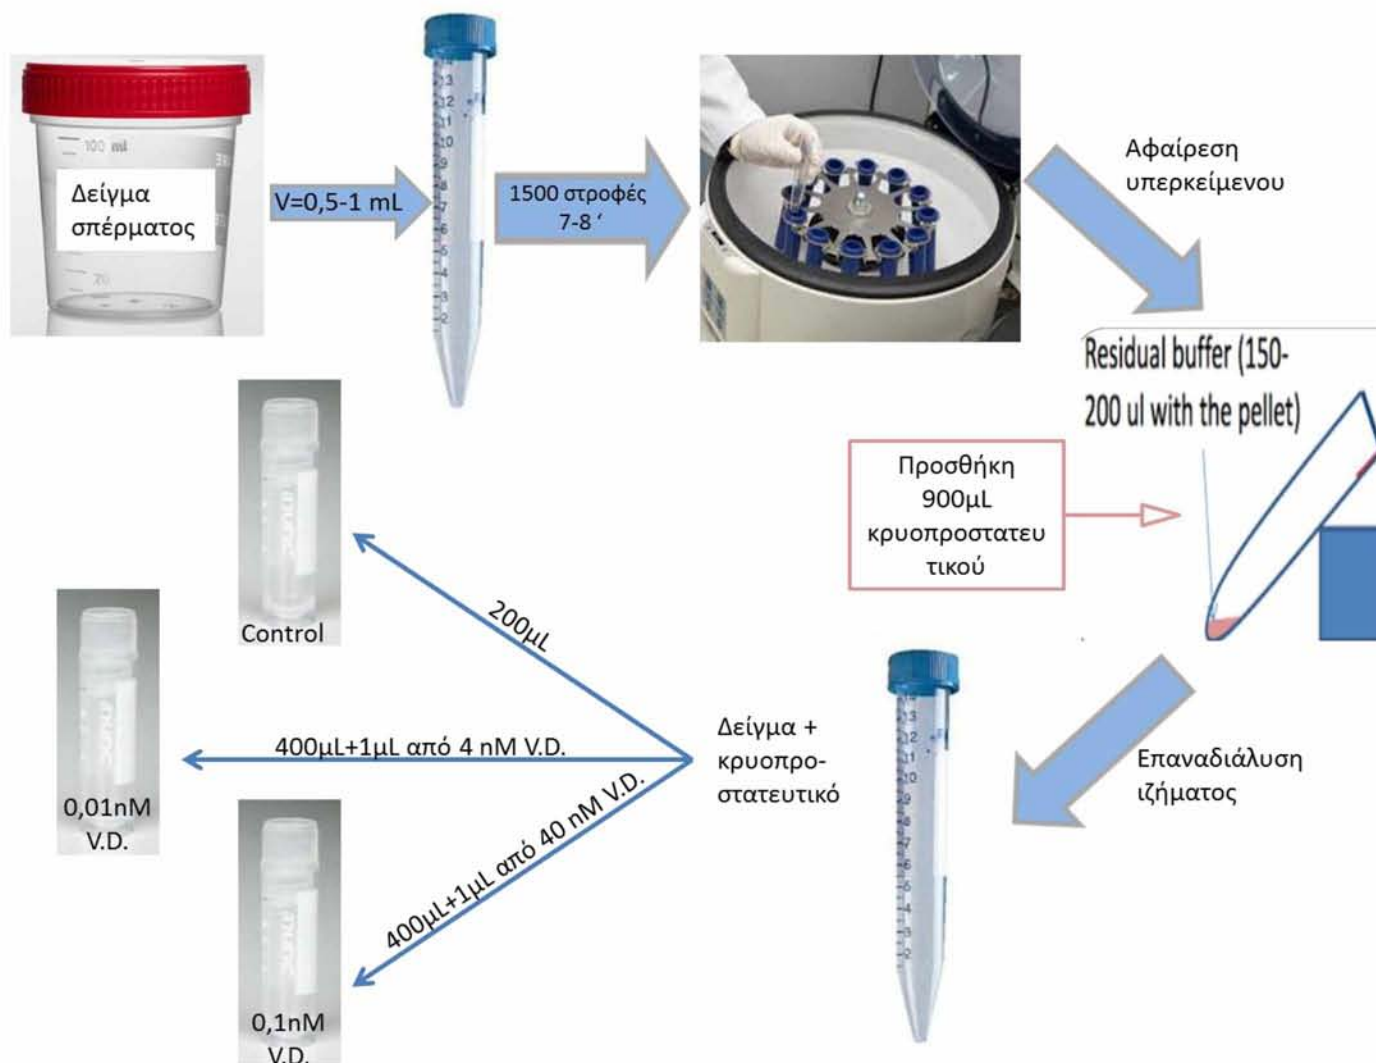 100 ml
Δείγμα
σπέρματος
V=0,5-1 mL
1500 στροφές
7-8 ‘
Αφαίρεση
υπερκείμενου
Residual buffer (150-
200 ul with the pellet)
Προσθήκη
900μL
κρυοπροστατευ
τικού
Επαναδιάλυση
ιζήματος
Δείγμα +
κρυοπρο-
στατευτικό
200μL
Control
400μL+1μL από 4 nM V.D.
0,01nM
V.D.
400μL+1μL από 40 nM V.D.
0,1nM
V.D.